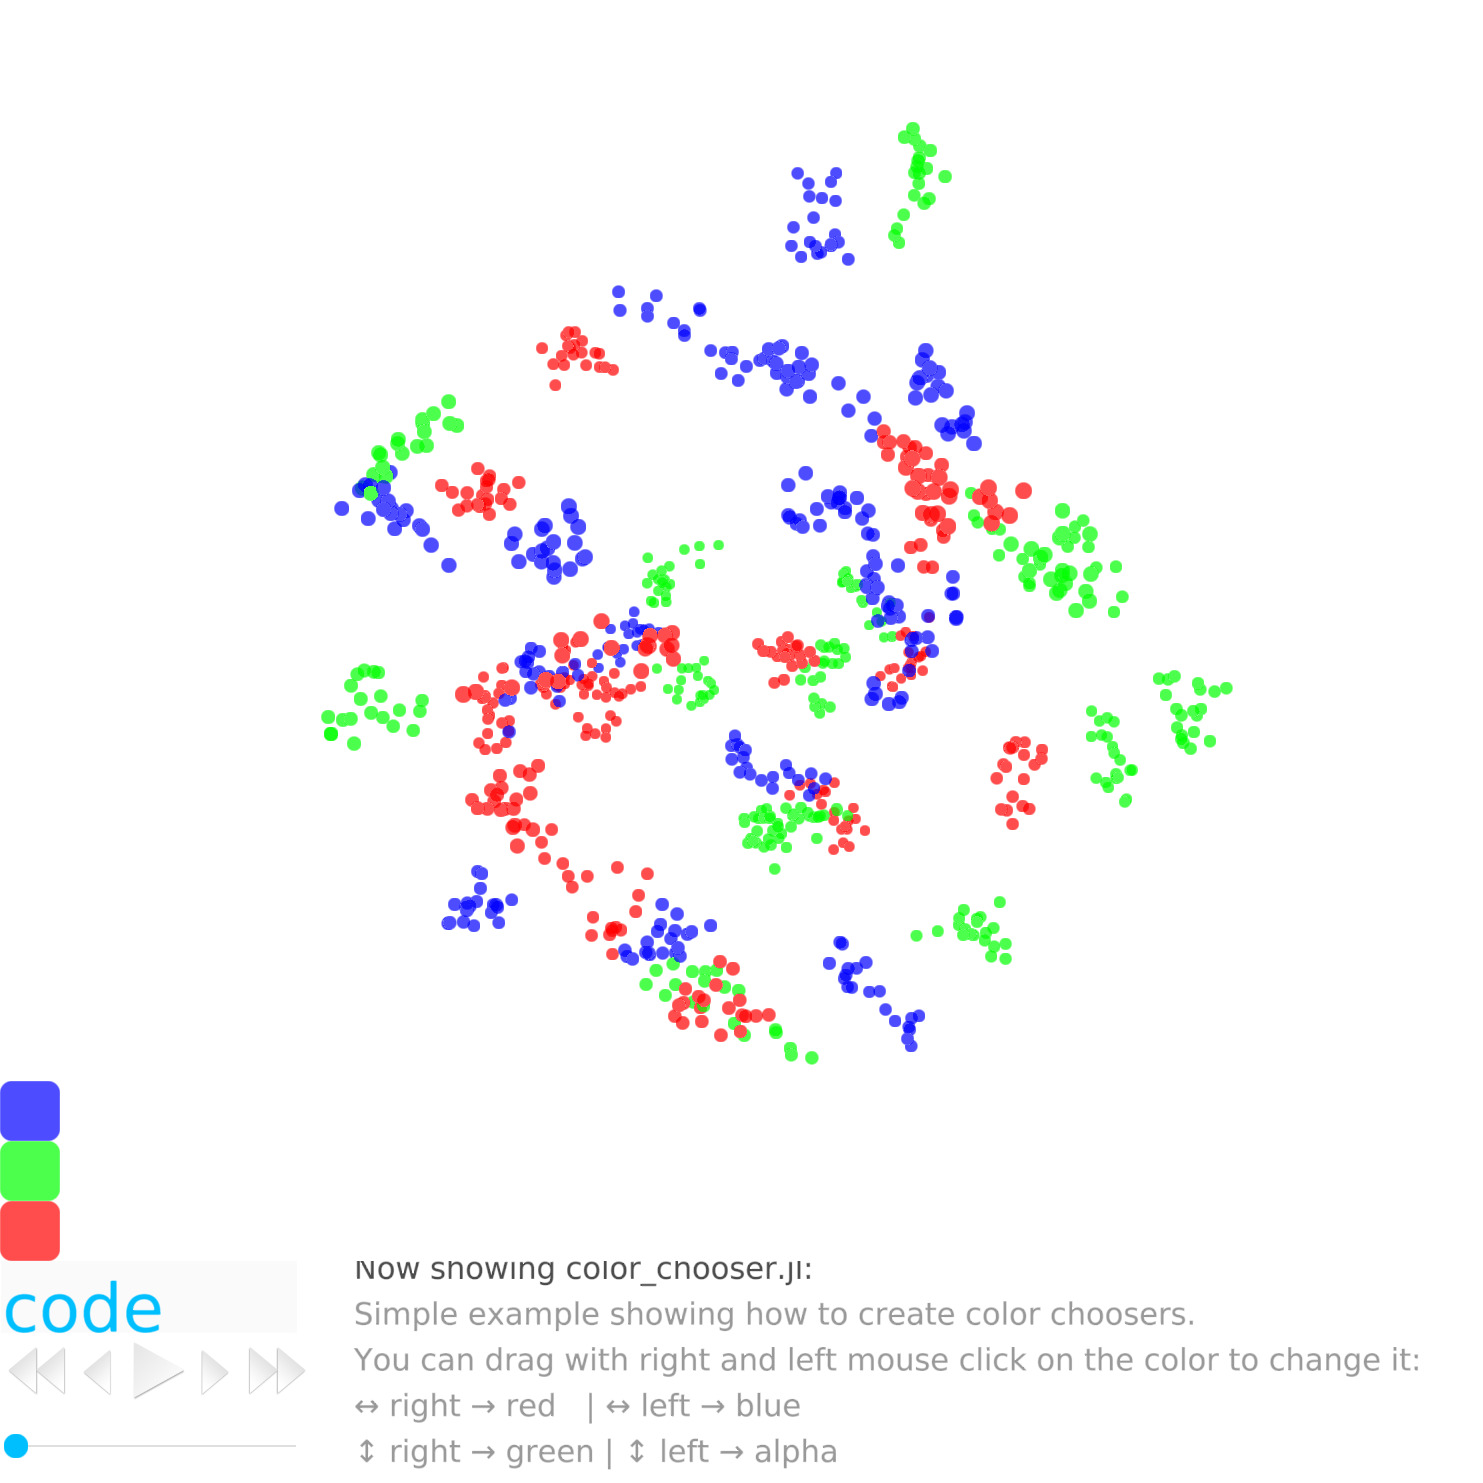 code
Now showing color_chooser.jl:
Simple example showing how to create color choosers.
You can drag with right and left mouse click on the color to change it:
↔ right → red | ↔ left → blue
↕ right → green | ↕ left → alpha